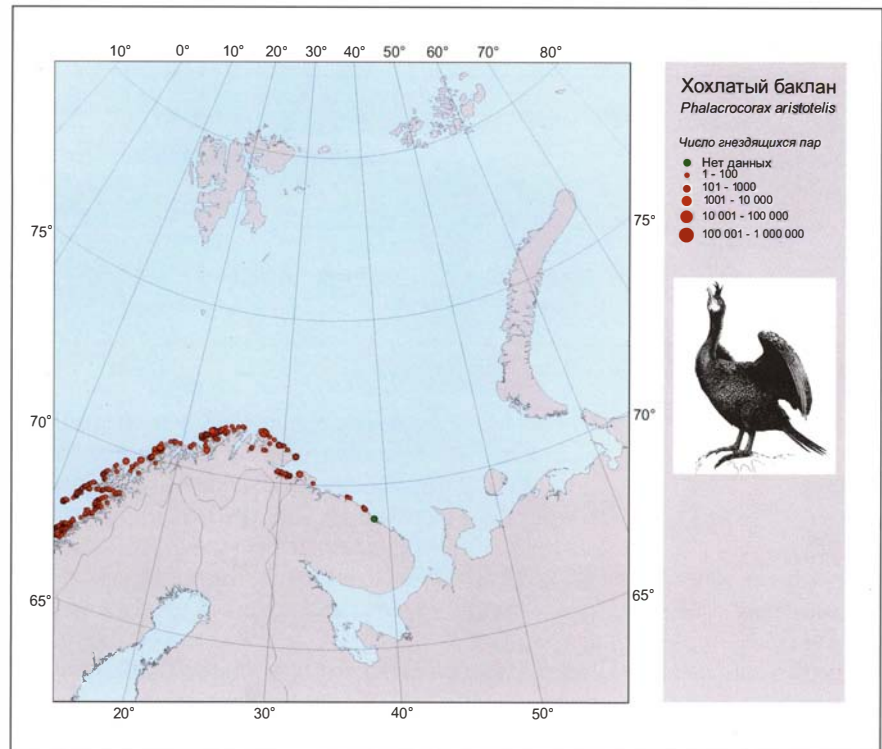 10° 0° 10° 20° 30° 40° 50° 60° 70° 80°
75° 75°
70° 70°
65° 65°
20° 30° 40° 50°
Хохлатый баклан
Phalacrocorax aristotelis
Число гнездящихся пар
Нет данных
1 - 100
101 - 1000
1001 - 10 000
10 001 - 100 000
100 001 - 1 000 000